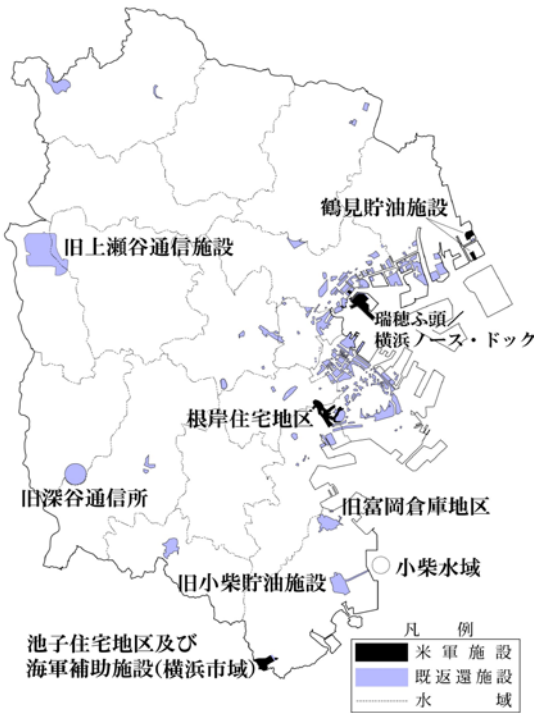 鶴見貯油施設
旧上瀬谷通信施設
瑞穂ふ頭／
横浜ノース・ドック
根岸住宅地区
旧深谷通信所
旧富岡倉庫地区
小柴水域
旧小柴貯油施設
池子住宅地区及び
海軍補助施設(横浜市域)
凡 例
米軍施設
既返還施設
水域